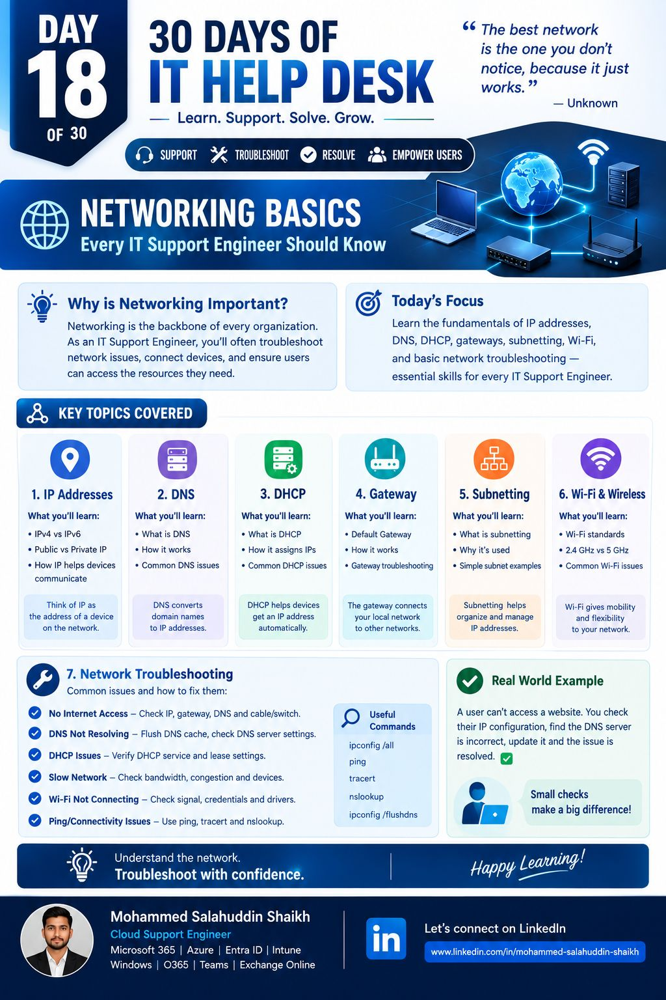 DAY
18
OF 30
30 DAYS OF
IT HELP DESK
Learn. Support. Solve. Grow.
“ The best network
is the one you don’t
notice, because it just
works. ”
— Unknown
SUPPORT
TROUBLESHOOT
RESOLVE
EMPOWER USERS
NETWORKING BASICS
Every IT Support Engineer Should Know
Why is Networking Important?
Networking is the backbone of every organization.
As an IT Support Engineer, you’ll often troubleshoot
network issues, connect devices, and ensure users
can access the resources they need.
Today’s Focus
Learn the fundamentals of IP addresses,
DNS, DHCP, gateways, subnetting, Wi-Fi,
and basic network troubleshooting —
essential skills for every IT Support Engineer.
KEY TOPICS COVERED
1. IP Addresses
What you’ll learn:
• IPv4 vs IPv6
• Public vs Private IP
• How IP helps devices
communicate
Think of IP as
the address of a device
on the network.
2. DNS
What you’ll learn:
• What is DNS
• How it works
• Common DNS issues
DNS converts
domain names
to IP addresses.
3. DHCP
What you’ll learn:
• What is DHCP
• How it assigns IPs
• Common DHCP issues
DHCP helps devices
get an IP address
automatically.
4. Gateway
What you’ll learn:
• Default Gateway
• How it works
• Gateway troubleshooting
The gateway connects
your local network
to other networks.
5. Subnetting
What you’ll learn:
• What is subnetting
• Why it’s used
• Simple subnet examples
Subnetting helps
organize and manage
IP addresses.
6. Wi-Fi & Wireless
What you’ll learn:
• Wi-Fi standards
• 2.4 GHz vs 5 GHz
• Common Wi-Fi issues
Wi-Fi gives mobility
and flexibility
to your network.
7. Network Troubleshooting
Common issues and how to fix them:
No Internet Access – Check IP, gateway, DNS and cable/switch.
DNS Not Resolving – Flush DNS cache, check DNS server settings.
DHCP Issues – Verify DHCP service and lease settings.
Slow Network – Check bandwidth, congestion and devices.
Wi-Fi Not Connecting – Check signal, credentials and drivers.
Ping/Connectivity Issues – Use ping, tracert and nslookup.
Useful
Commands
ipconfig /all
ping
tracert
nslookup
ipconfig /flushdns
Real World Example
A user can’t access a website. You check
their IP configuration, find the DNS server
is incorrect, update it and the issue is
resolved. ✅
Small checks
make a big difference!
Understand the network.
Troubleshoot with confidence.
Happy Learning!
Mohammed Salahuddin Shaikh
Cloud Support Engineer
Microsoft 365 | Azure | Entra ID | Intune
Windows | O365 | Teams | Exchange Online
in
Let’s connect on LinkedIn
www.linkedin.com/in/mohammed-salahuddin-shaikh